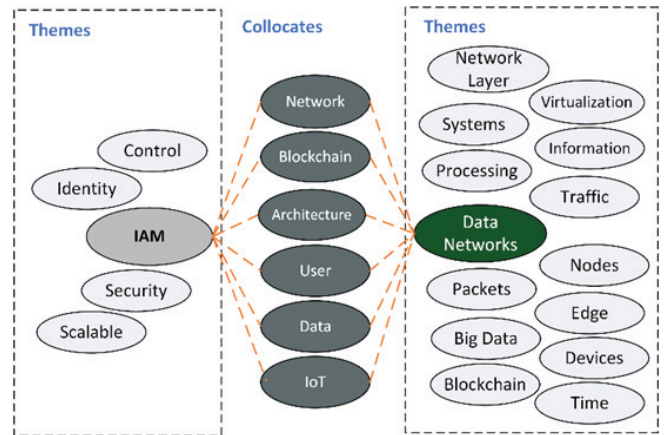 Themes
Control
Identity
IAM
Security
Scalable
Collocates
Network
Blockchain
Architecture
User
Data
IoT
Themes
Network
Layer
Virtualization
Systems
Information
Processing
Traffic
Data
Networks
Nodes
Packets
Edge
Big Data
Devices
Blockchain
Time